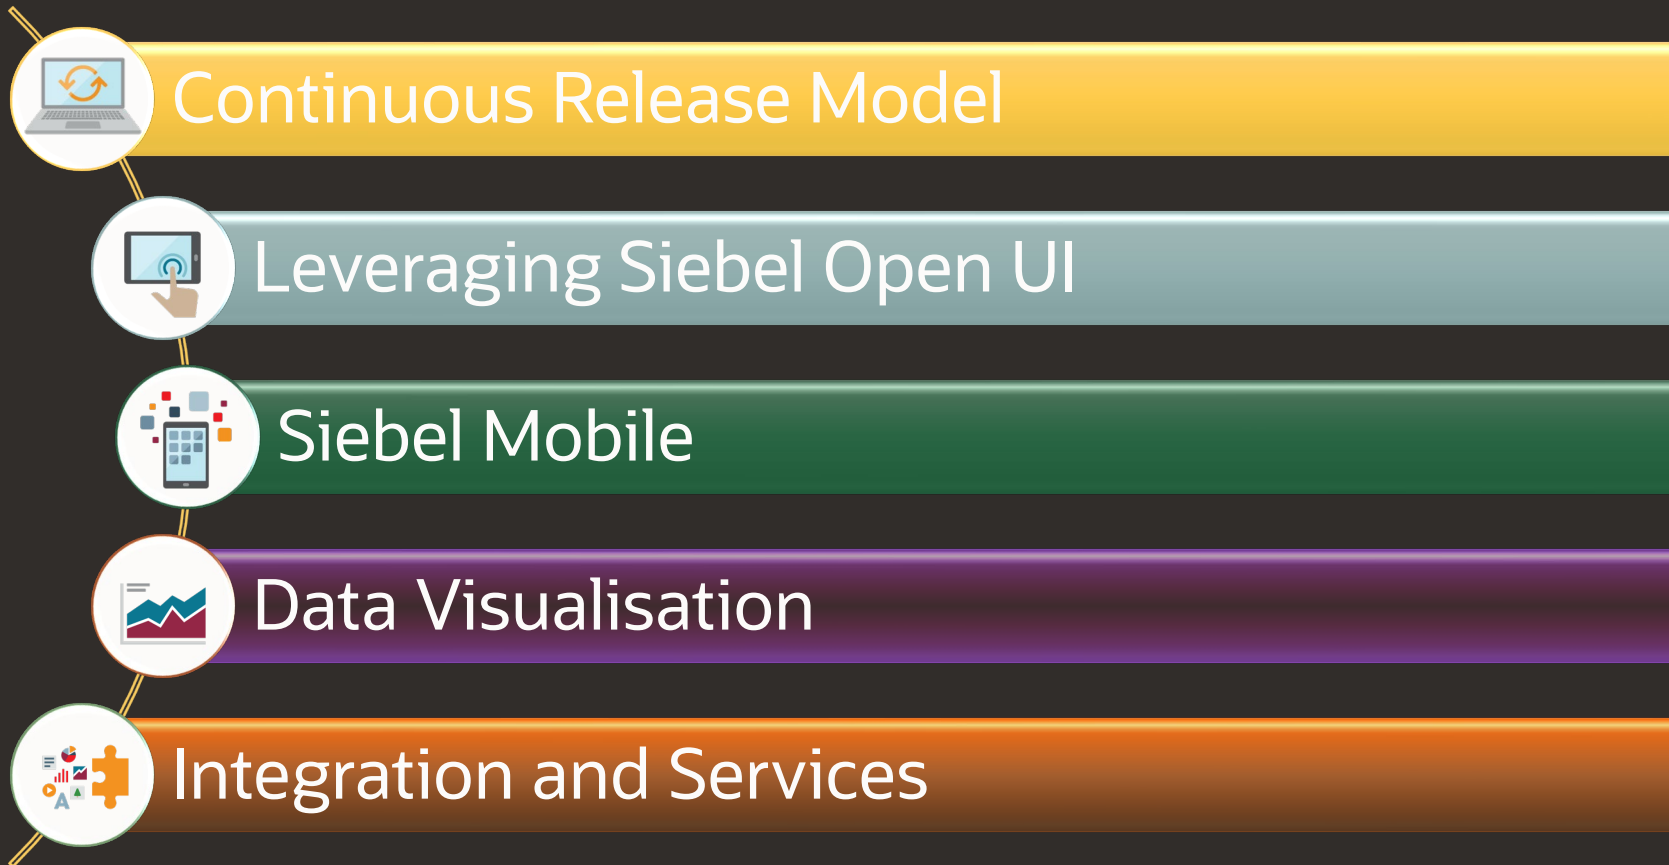 Continuous Release Model
Leveraging Siebel Open UI
Siebel Mobile
Data Visualisation
Integration and Services
A